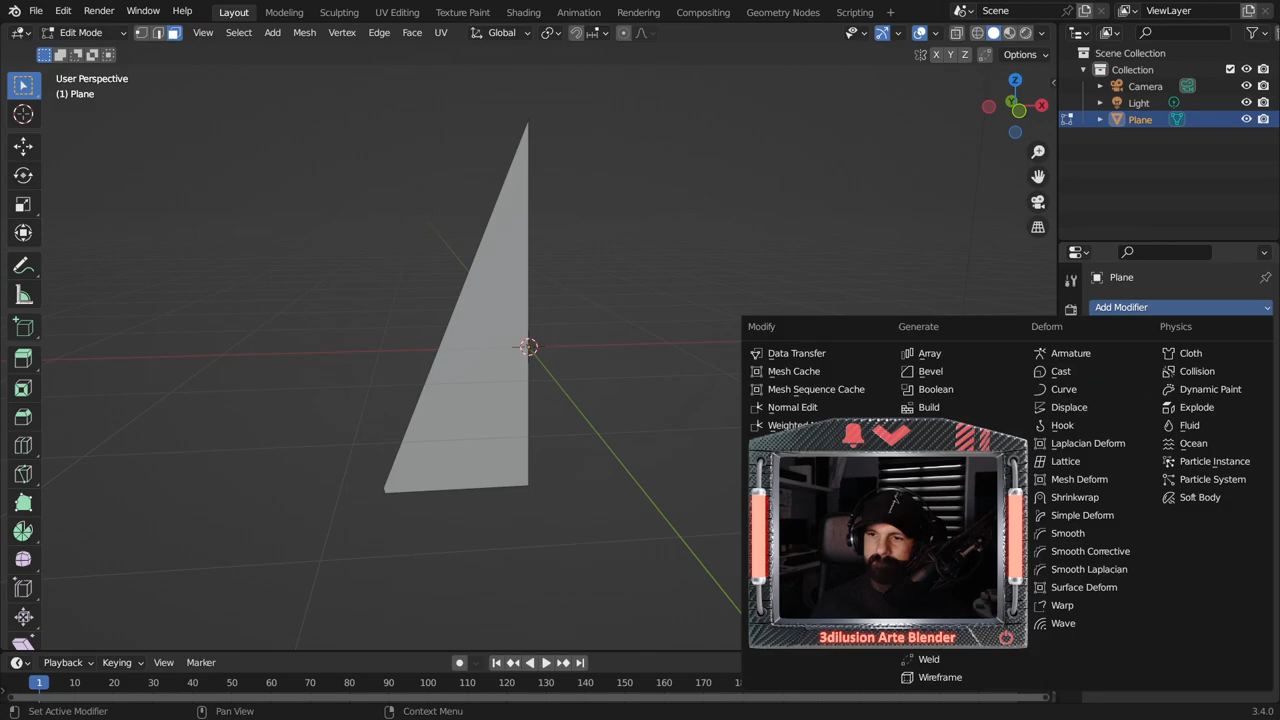 File Edit Render Window Help Layout Modeling Sculpting UV Editing Texture Paint Shading Animation Rendering Compositing Geometry Nodes Scripting + Scene ViewLayer
Edit Mode View Select Add Mesh Vertex Edge Face UV Global
X Y Z Options
User Perspective
(1) Plane
Z
Y
X
Scene Collection
Collection
Camera
Light
Plane
Plane
Add Modifier
Modify Generate Deform Physics
Data Transfer Array Armature Cloth
Mesh Cache Bevel Cast Collision
Mesh Sequence Cache Boolean Curve Dynamic Paint
Normal Edit Build Displace Explode
Hook Fluid
Laplacian Deform Ocean
Lattice Particle Instance
Mesh Deform Particle System
Shrinkwrap Soft Body
Simple Deform
Smooth
Smooth Corrective
Smooth Laplacian
Surface Deform
Warp
Wave
3dilusion Arte Blender
Weld
Wireframe
Playback Keying View Marker
1 10 20 30 40 50 60 70 80 90 100 110 120 130 140 150 160 170
Set Active Modifier Pan View Context Menu 3.4.0